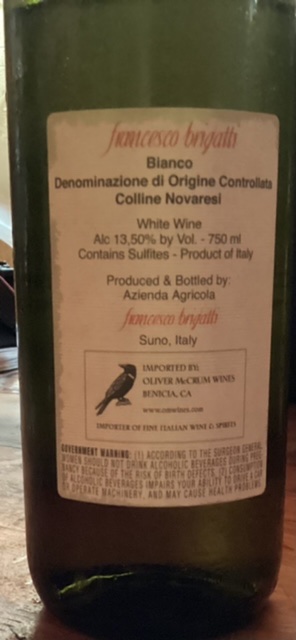 francesco brigatti
Bianco
Denominazione di Origine Controllata
Colline Novaresi
White Wine
Alc 13,50% by Vol. - 750 ml
Contains Sulfites - Product of Italy
Produced & Bottled by:
Azienda Agricola
francesco brigatti
Suno, Italy
IMPORTED BY:
OLIVER McCRUM WINES
BENICIA, CA
www.omwines.com
IMPORTER OF FINE ITALIAN WINE & SPIRITS
GOVERNMENT WARNING: (1) ACCORDING TO THE SURGEON GENERAL,
WOMEN SHOULD NOT DRINK ALCOHOLIC BEVERAGES DURING PREG-
NANCY BECAUSE OF THE RISK OF BIRTH DEFECTS. (2) CONSUMPTION
OF ALCOHOLIC BEVERAGES IMPAIRS YOUR ABILITY TO DRIVE A CAR
OR OPERATE MACHINERY, AND MAY CAUSE HEALTH PROBLEMS.